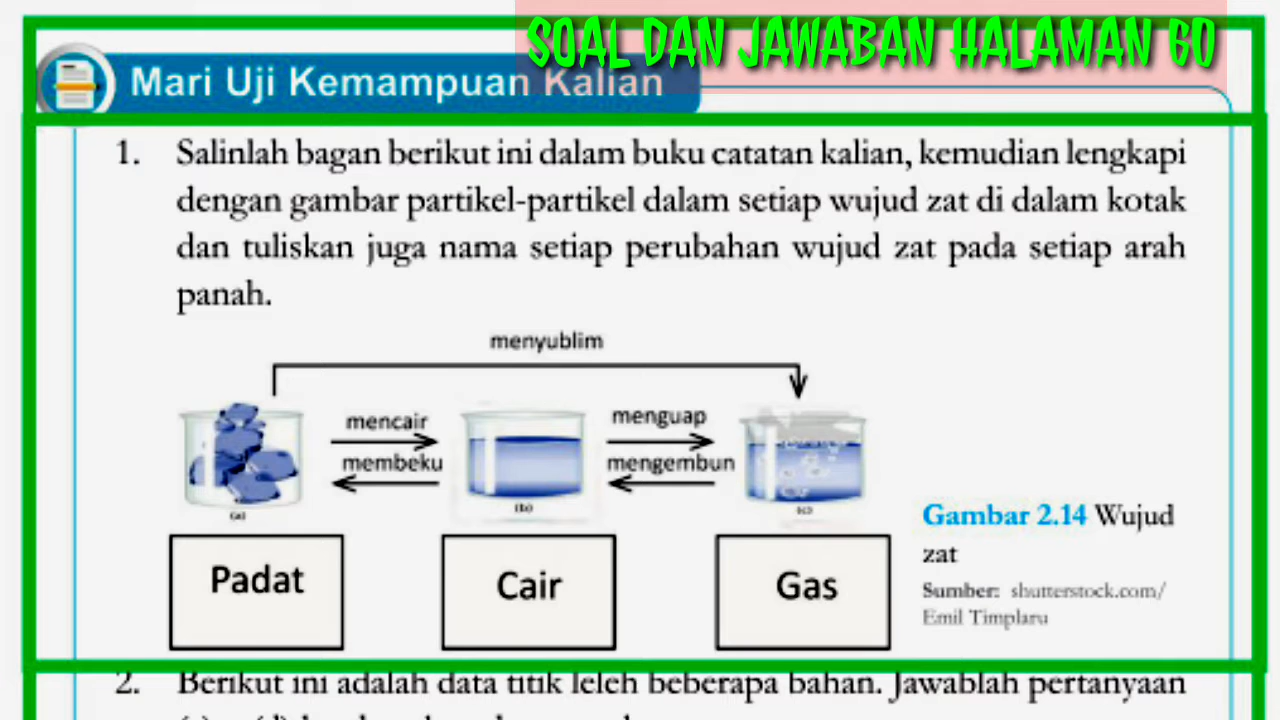 SOAL DAN JAWABAN HALAMAN 60
Mari Uji Kemampuan Kalian
1. Salinlah bagan berikut ini dalam buku catatan kalian, kemudian lengkapi
dengan gambar partikel-partikel dalam setiap wujud zat di dalam kotak
dan tuliskan juga nama setiap perubahan wujud zat pada setiap arah
panah.
menyublim
mencair
menguap
membeku
mengembun
(a)
(b)
(c)
Padat
Cair
Gas
Gambar 2.14 Wujud
zat
Sumber: shutterstock.com/
Emil Timplaru
2. Berikut ini adalah data titik leleh beberapa bahan. Jawablah pertanyaan